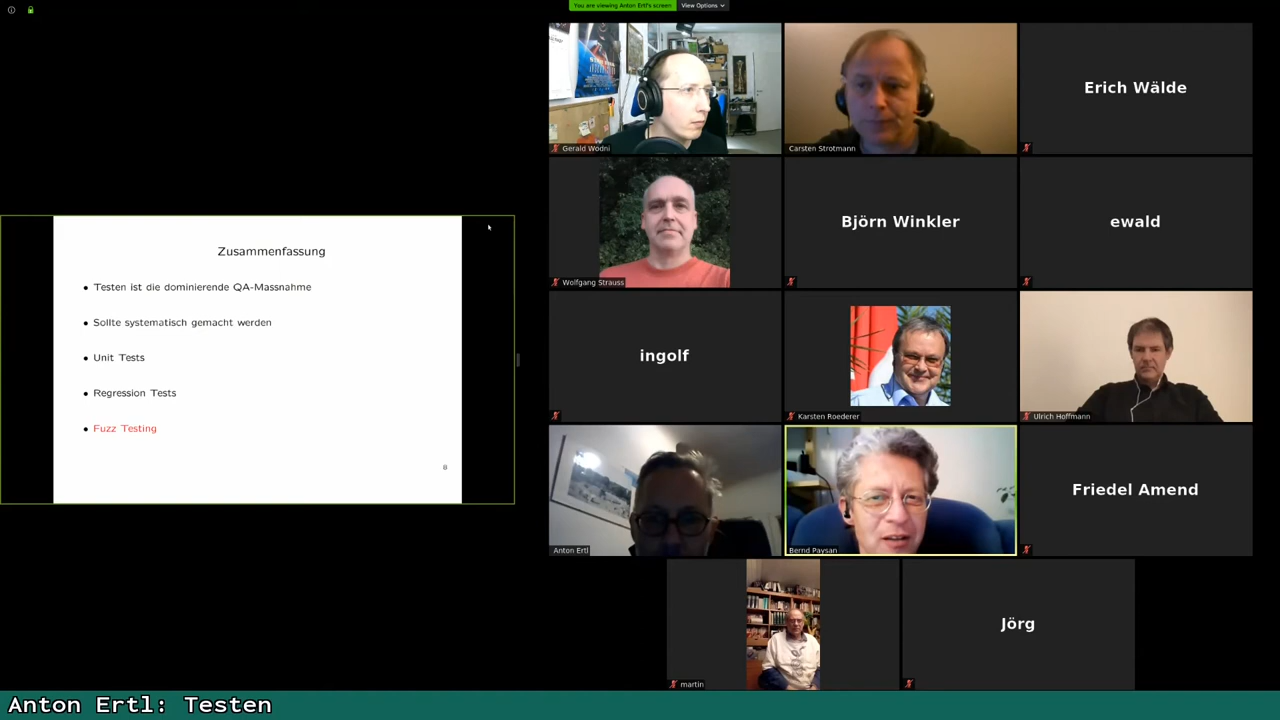 You are viewing Anton Ertl's screen
View Options
Zusammenfassung
• Testen ist die dominierende QA-Massnahme
• Sollte systematisch gemacht werden
• Unit Tests
• Regression Tests
• Fuzz Testing
8
Gerald Wodni
Carsten Strotmann
Erich Wälde
Wolfgang Strauss
Björn Winkler
ewald
ingolf
Karsten Roederer
Ulrich Hoffmann
Anton Ertl
Bernd Paysan
Friedel Amend
martin
Jörg
Anton Ertl: Testen